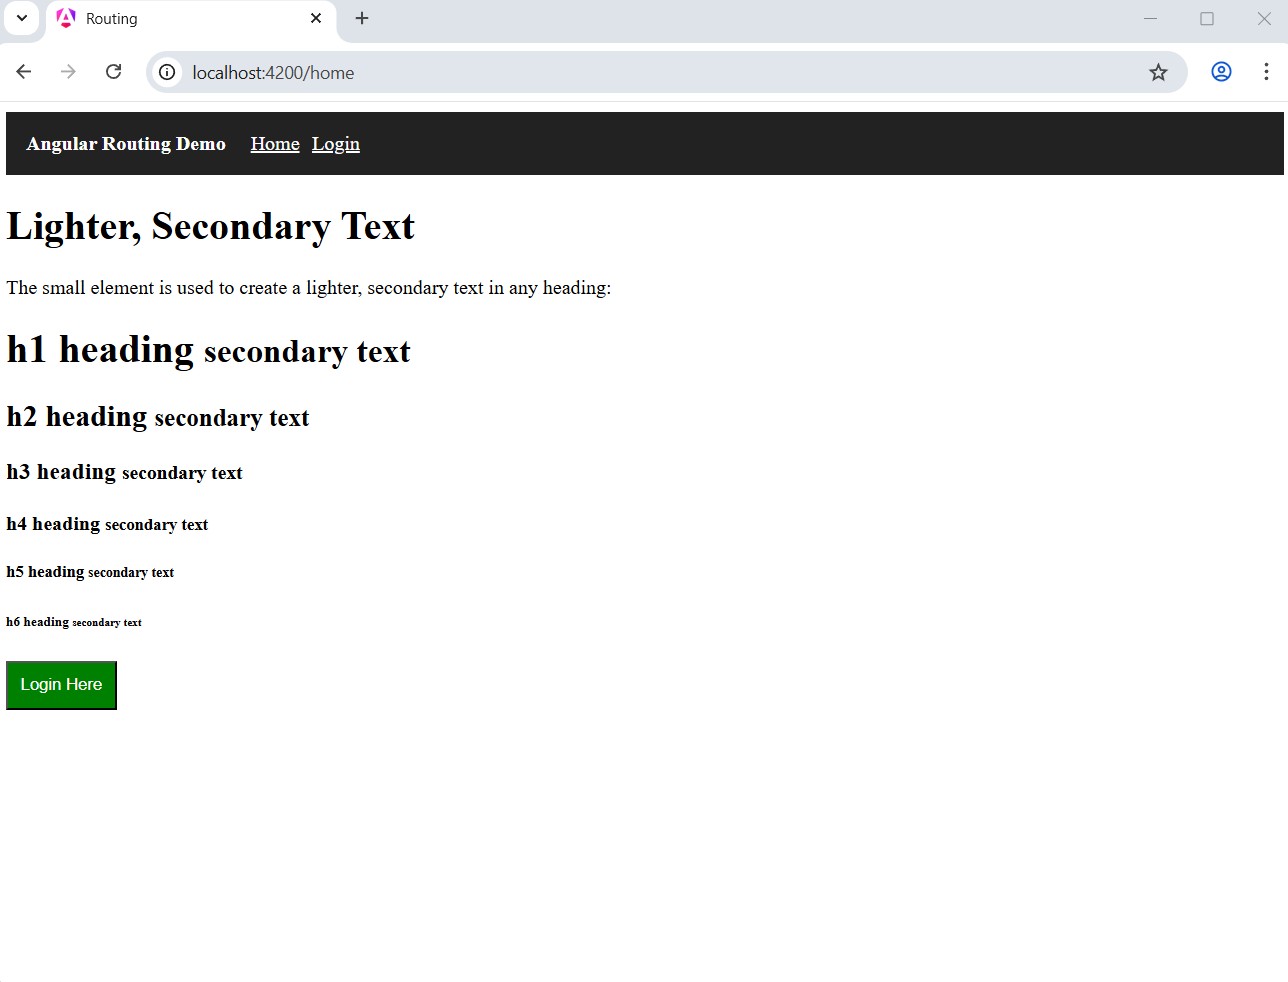 Routing
localhost:4200/home
Angular Routing Demo Home Login
Lighter, Secondary Text
The small element is used to create a lighter, secondary text in any heading:
h1 heading secondary text
h2 heading secondary text
h3 heading secondary text
h4 heading secondary text
h5 heading secondary text
h6 heading secondary text
Login Here